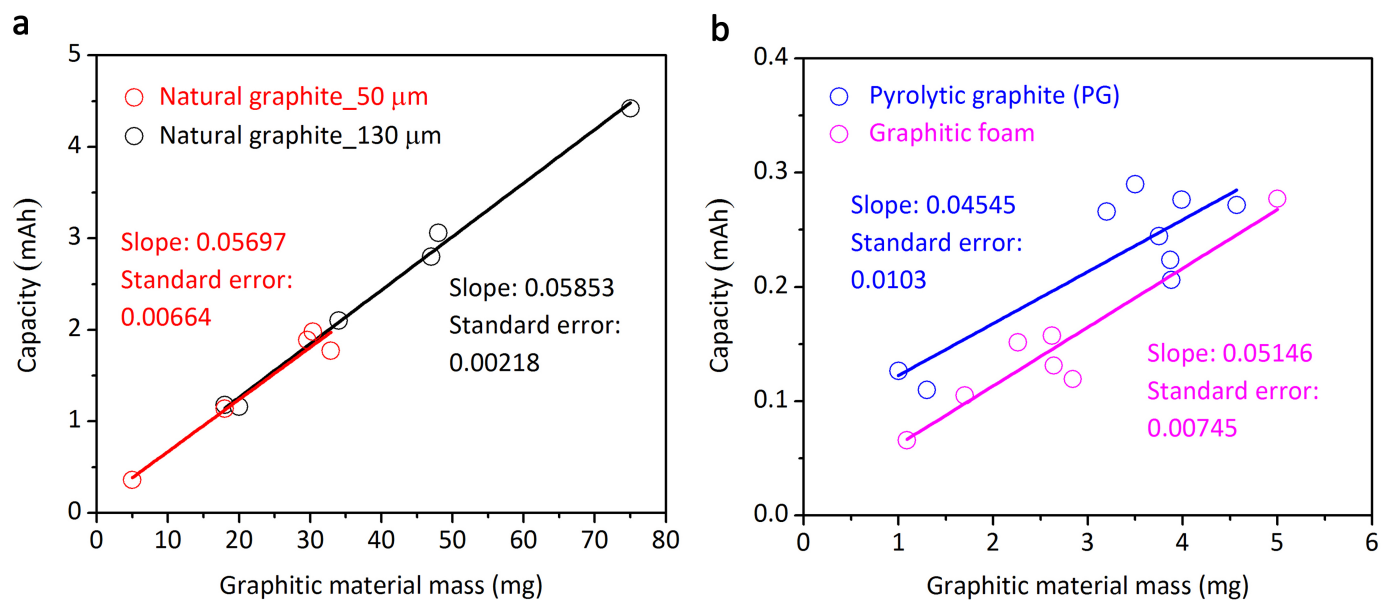 a
5
4
3
2
1
0
Capacity (mAh)
Natural graphite_50 μm
Natural graphite_130 μm
Slope: 0.05697
Standard error:
0.00664
Slope: 0.05853
Standard error:
0.00218
0 10 20 30 40 50 60 70 80
Graphitic material mass (mg)
b
0.4
0.3
0.2
0.1
0.0
Capacity (mAh)
Pyrolytic graphite (PG)
Graphitic foam
Slope: 0.04545
Standard error:
0.0103
Slope: 0.05146
Standard error:
0.00745
0 1 2 3 4 5 6
Graphitic material mass (mg)